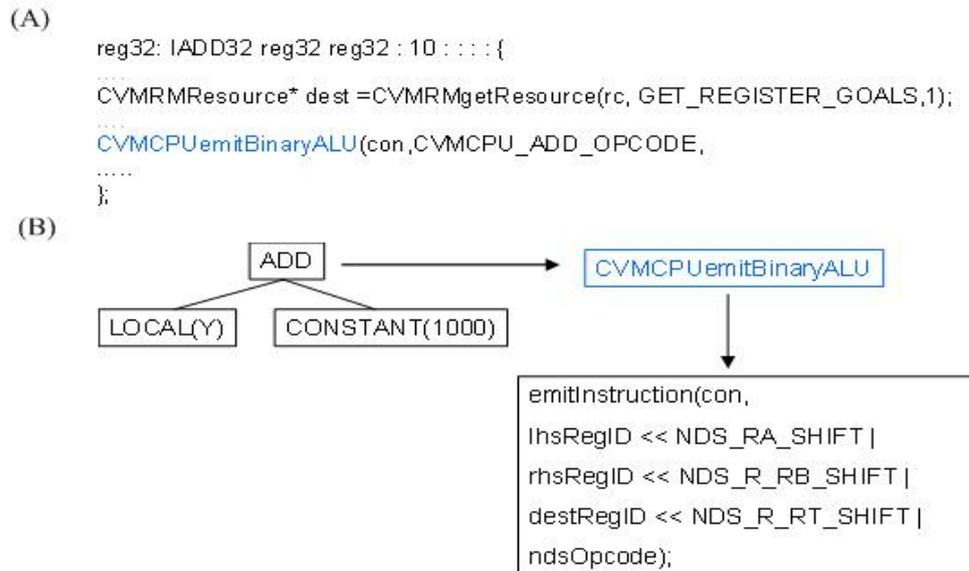 (A)
reg32: IADD32 reg32 reg32 : 10 : : : : {
....
CVMRMResource* dest =CVMRMgetResource(rc, GET_REGISTER_GOALS,1);
....
CVMCPUemitBinaryALU(con,CVMCPU_ADD_OPCODE,
.....
};
(B)
ADD
CVMCPUemitBinaryALU
LOCAL(Y)
CONSTANT(1000)
emitInstruction(con,
lhsRegID << NDS_RA_SHIFT |
rhsRegID << NDS_R_RB_SHIFT |
destRegID << NDS_R_RT_SHIFT |
ndsOpcode);